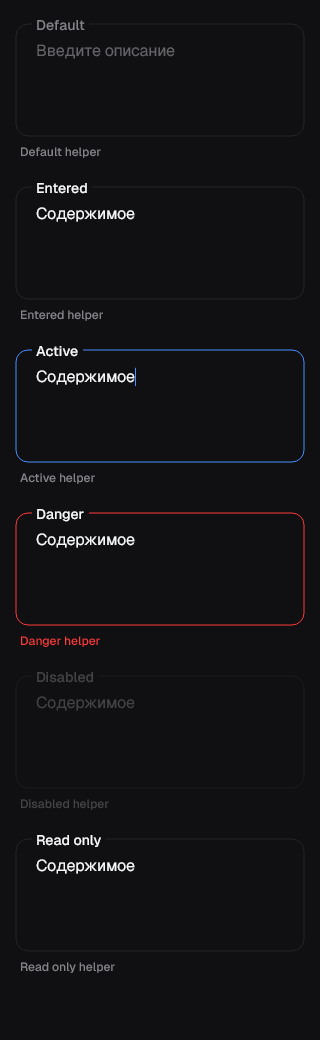 Default
Введите описание
Default helper
Entered
Содержимое
Entered helper
Active
Содержимое
Active helper
Danger
Содержимое
Danger helper
Disabled
Содержимое
Disabled helper
Read only
Содержимое
Read only helper